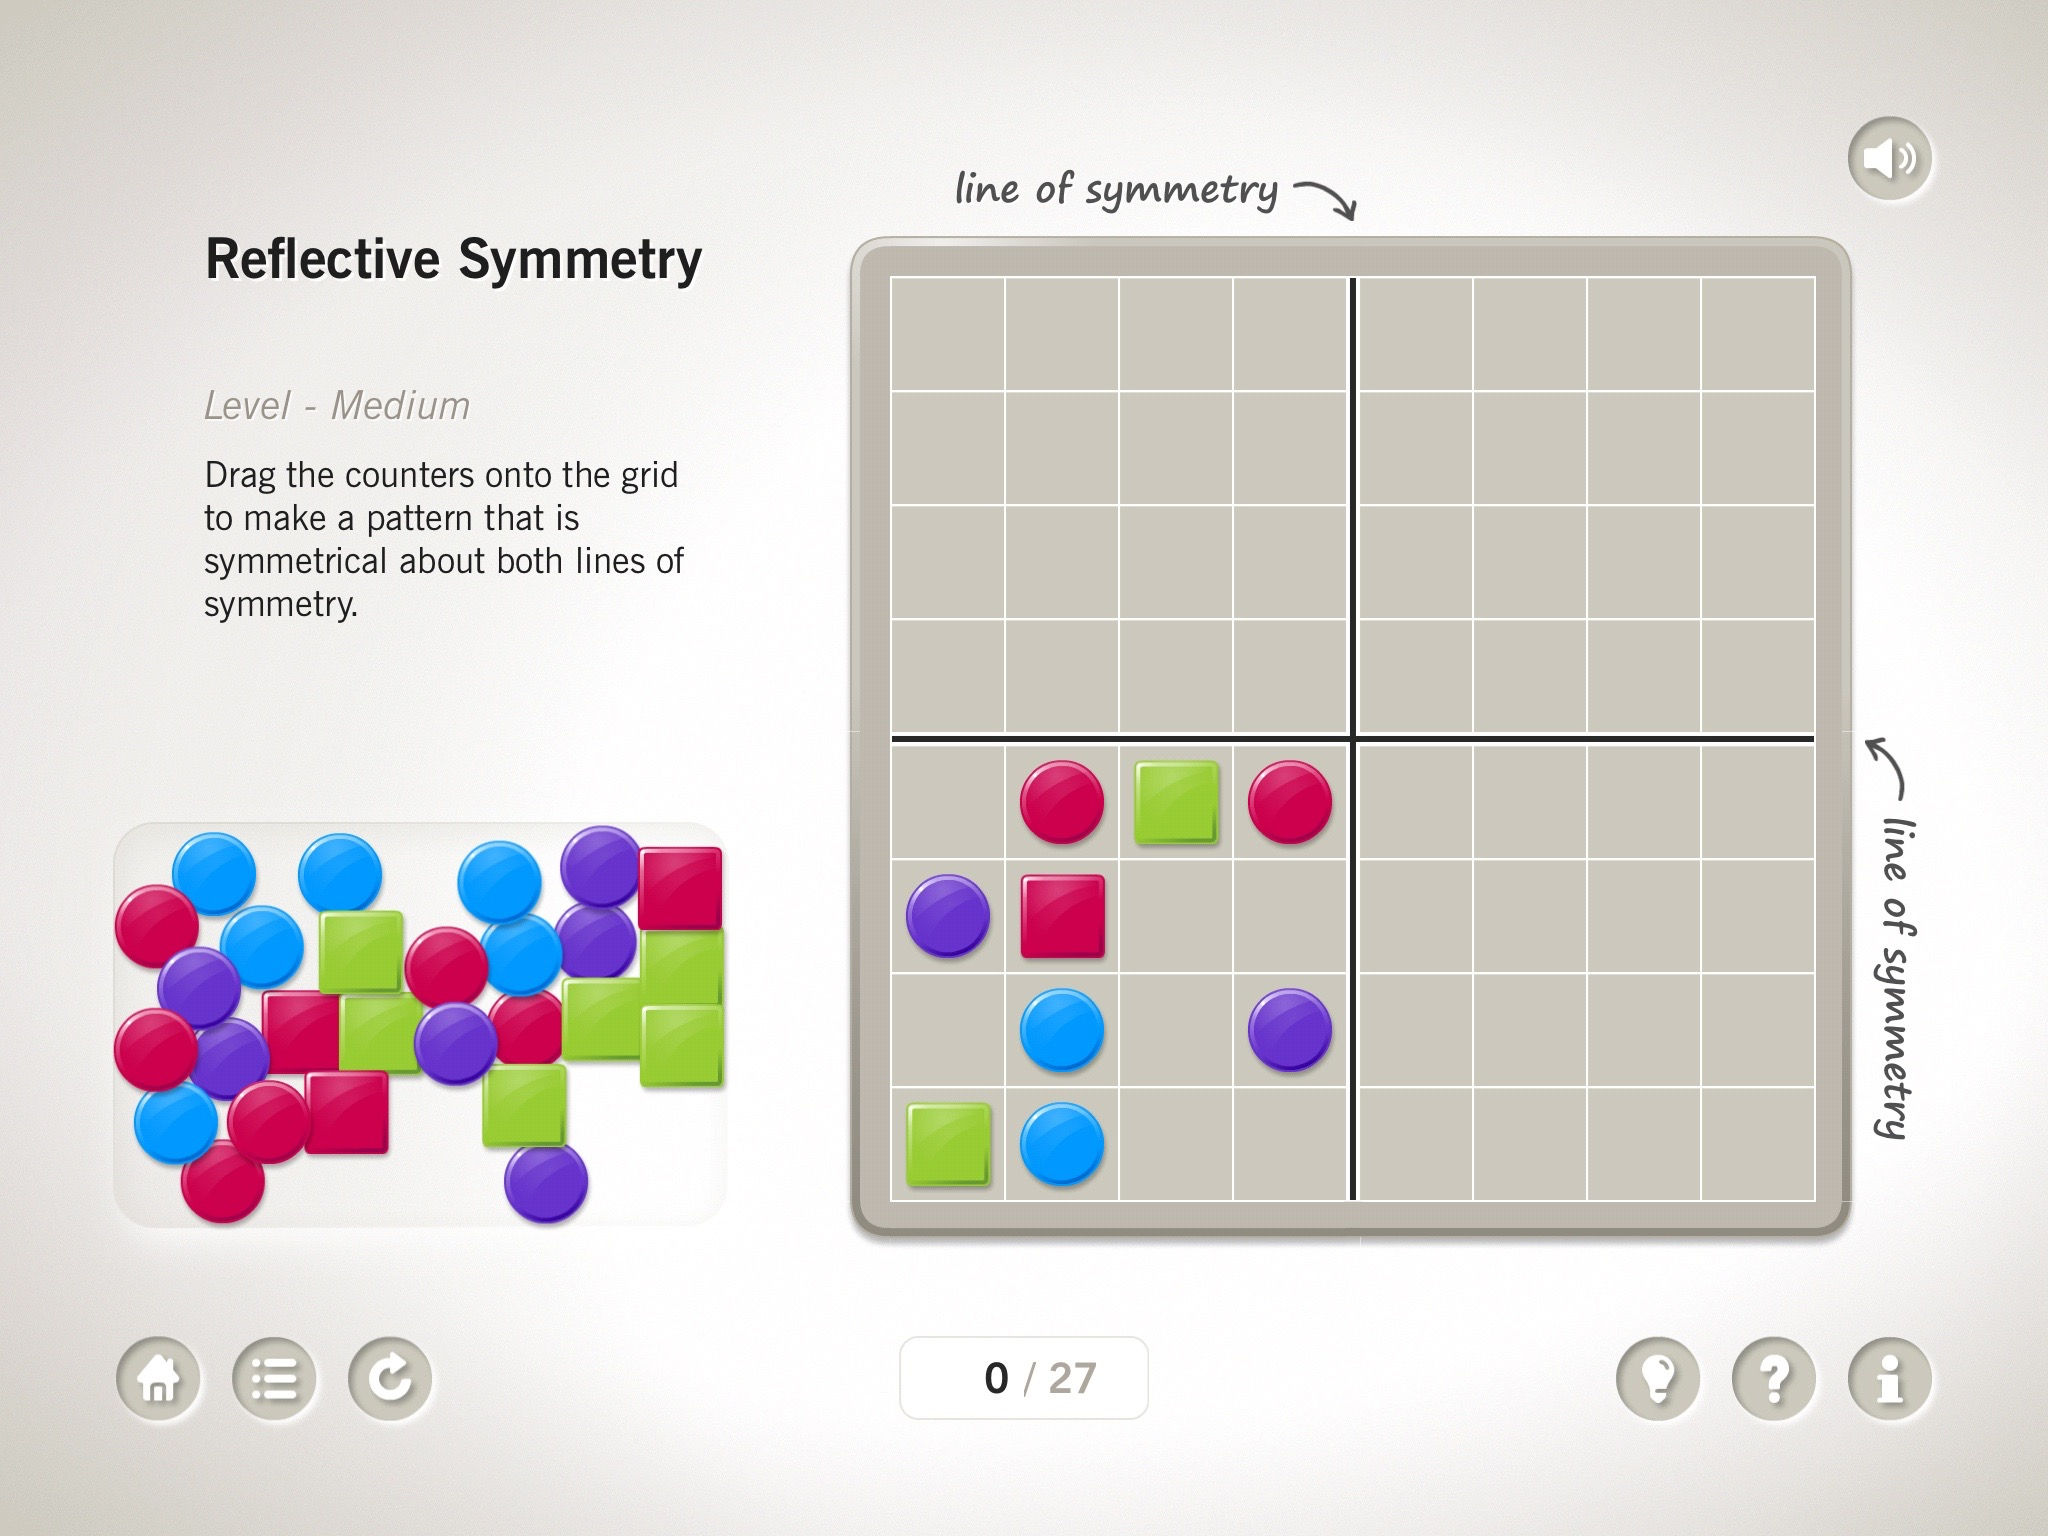 line of symmetry
Reflective Symmetry
Level - Medium
Drag the counters onto the grid
to make a pattern that is
symmetrical about both lines of
symmetry.
line of symmetry
0 / 27